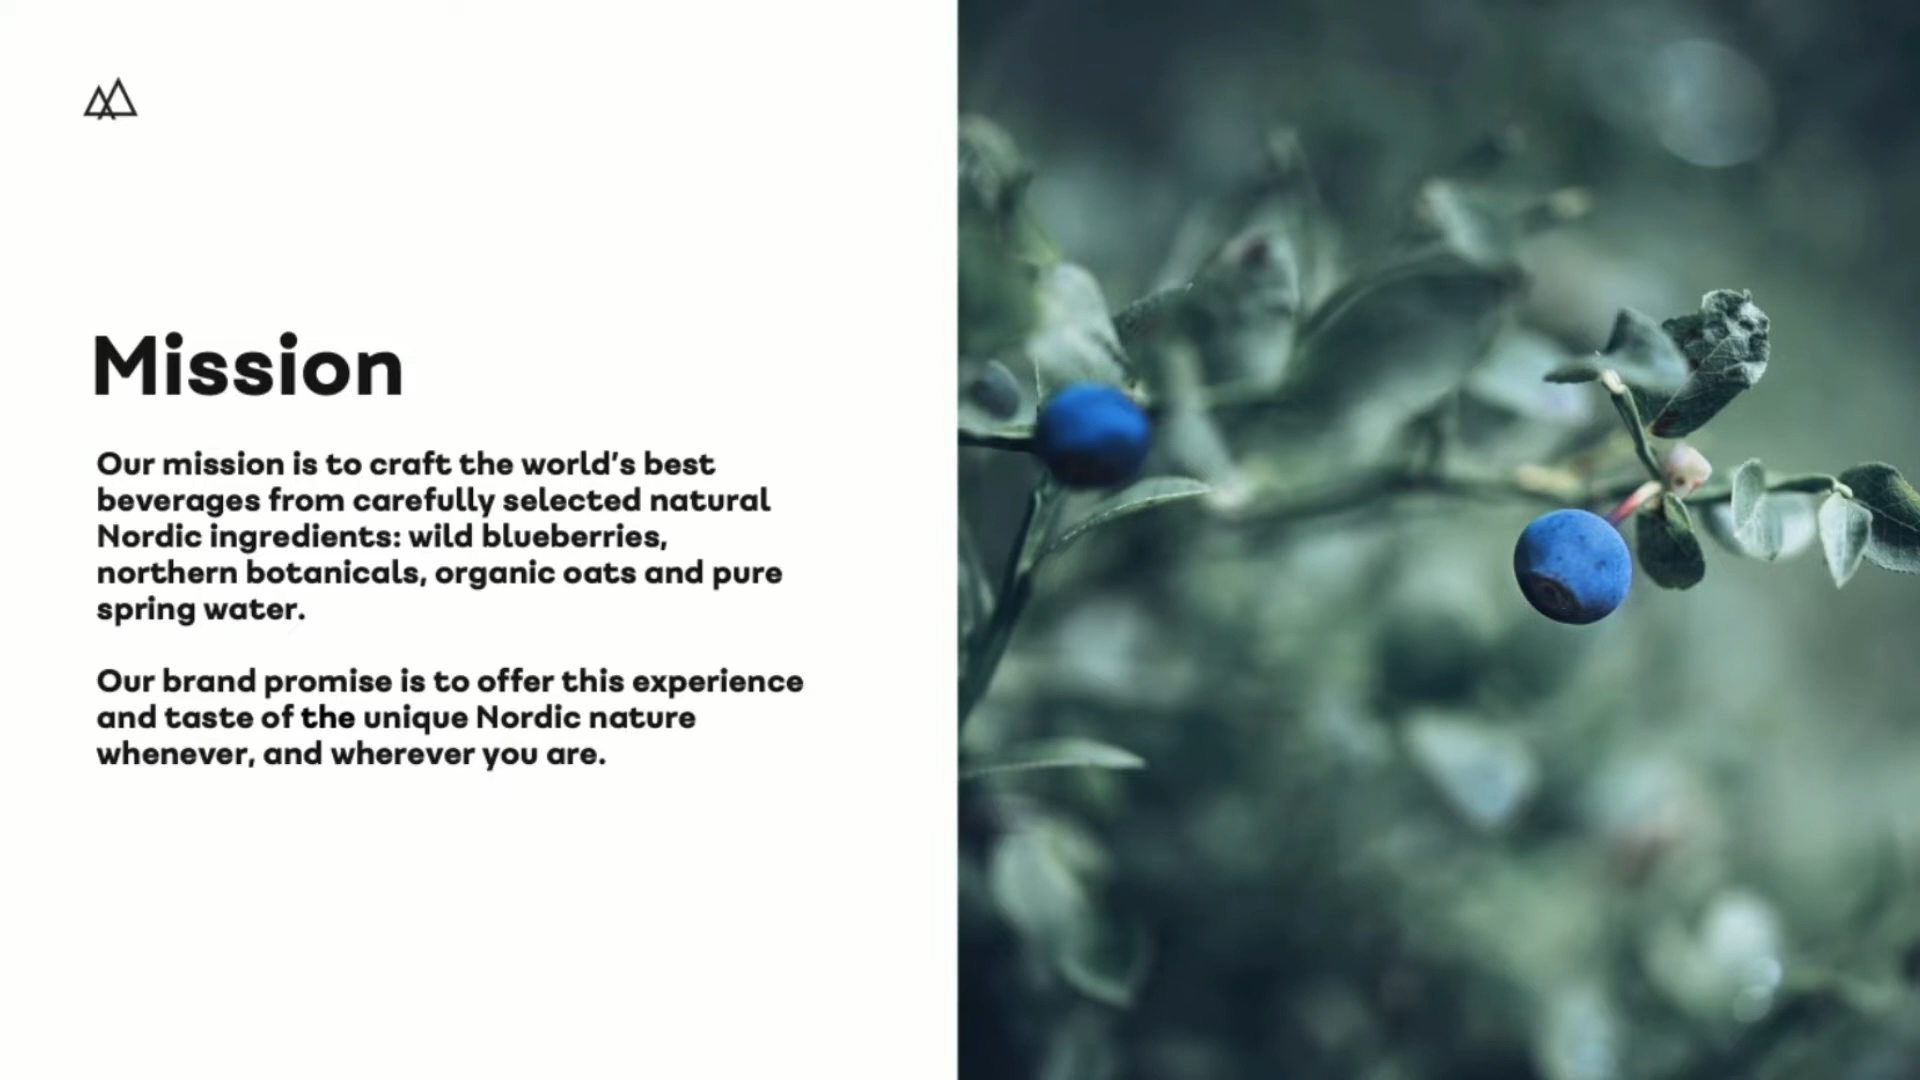 Mission
Our mission is to craft the world's best
beverages from carefully selected natural
Nordic ingredients: wild blueberries,
northern botanicals, organic oats and pure
spring water.
Our brand promise is to offer this experience
and taste of the unique Nordic nature
whenever, and wherever you are.